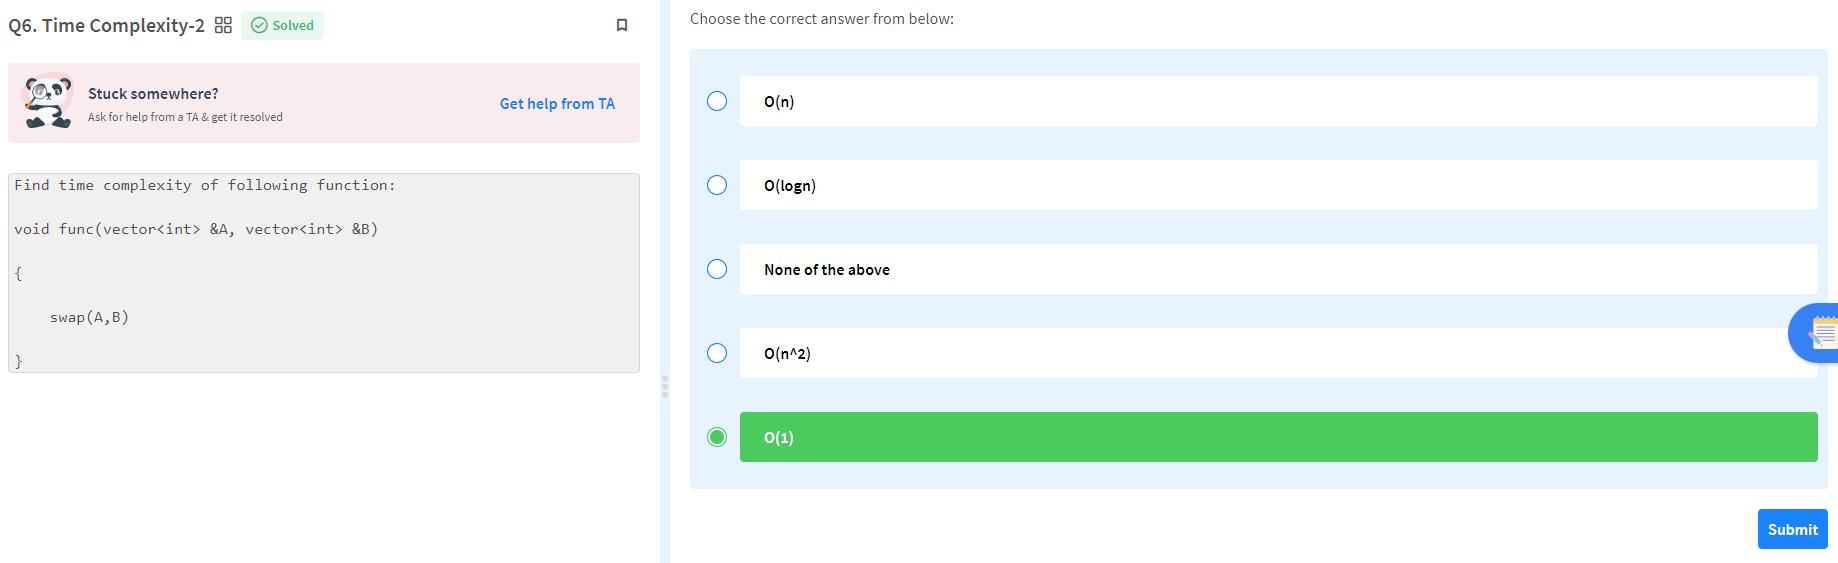 Q6. Time Complexity-2
Solved
Stuck somewhere?
Ask for help from a TA & get it resolved
Get help from TA
Find time complexity of following function:
void func(vector<int> &A, vector<int> &B)
{
swap(A,B)
}
Choose the correct answer from below:
O(n)
O(logn)
None of the above
O(n^2)
O(1)
Submit